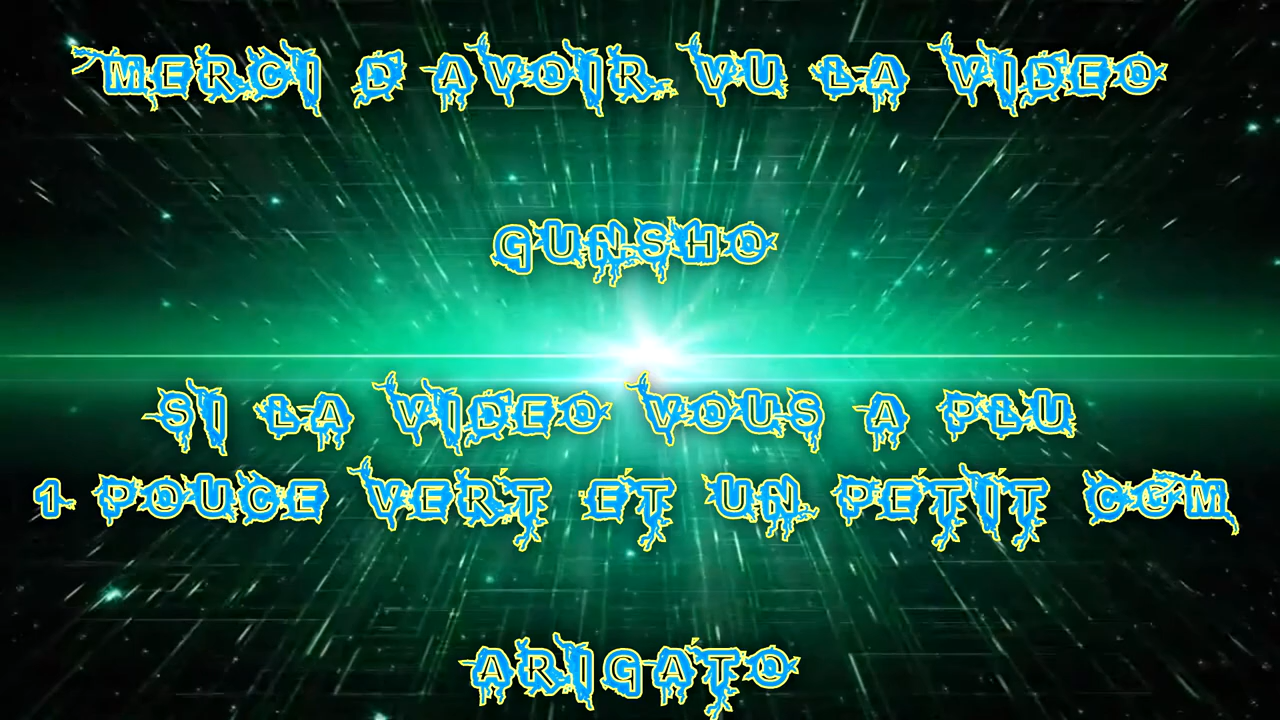 MERCI D AVOIR VU LA VIDEO
GUNSHO
SI LA VIDEO VOUS A PLU
1 POUCE VERT ET UN PETIT COM
ARIGATO